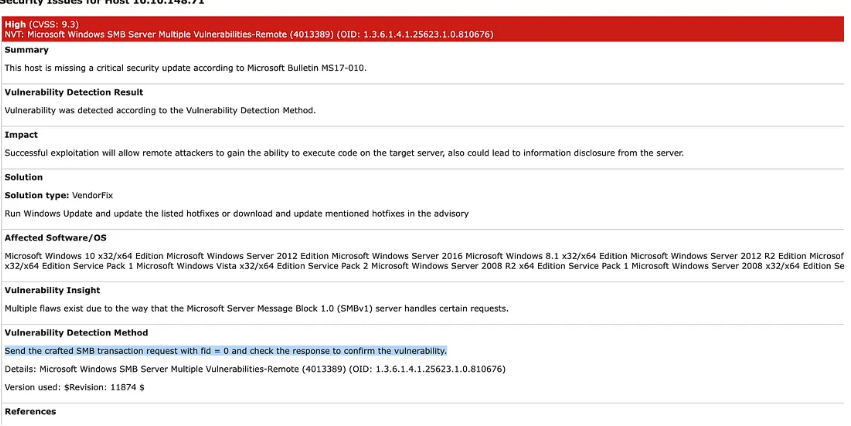 Security Issues for Host 10.10.148.71
High (CVSS: 9.3)
NVT: Microsoft Windows SMB Server Multiple Vulnerabilities-Remote (4013389) (OID: 1.3.6.1.4.1.25623.1.0.810676)
Summary
This host is missing a critical security update according to Microsoft Bulletin MS17-010.
Vulnerability Detection Result
Vulnerability was detected according to the Vulnerability Detection Method.
Impact
Successful exploitation will allow remote attackers to gain the ability to execute code on the target server, also could lead to information disclosure from the server.
Solution
Solution type: VendorFix
Run Windows Update and update the listed hotfixes or download and update mentioned hotfixes in the advisory
Affected Software/OS
Microsoft Windows 10 x32/x64 Edition Microsoft Windows Server 2012 Edition Microsoft Windows Server 2016 Microsoft Windows 8.1 x32/x64 Edition Microsoft Windows Server 2012 R2 Edition Microsof
x32/x64 Edition Service Pack 1 Microsoft Windows Vista x32/x64 Edition Service Pack 2 Microsoft Windows Server 2008 R2 x64 Edition Service Pack 1 Microsoft Windows Server 2008 x32/x64 Edition Se
Vulnerability Insight
Multiple flaws exist due to the way that the Microsoft Server Message Block 1.0 (SMBv1) server handles certain requests.
Vulnerability Detection Method
Send the crafted SMB transaction request with fid = 0 and check the response to confirm the vulnerability.
Details: Microsoft Windows SMB Server Multiple Vulnerabilities-Remote (4013389) (OID: 1.3.6.1.4.1.25623.1.0.810676)
Version used: $Revision: 11874 $
References